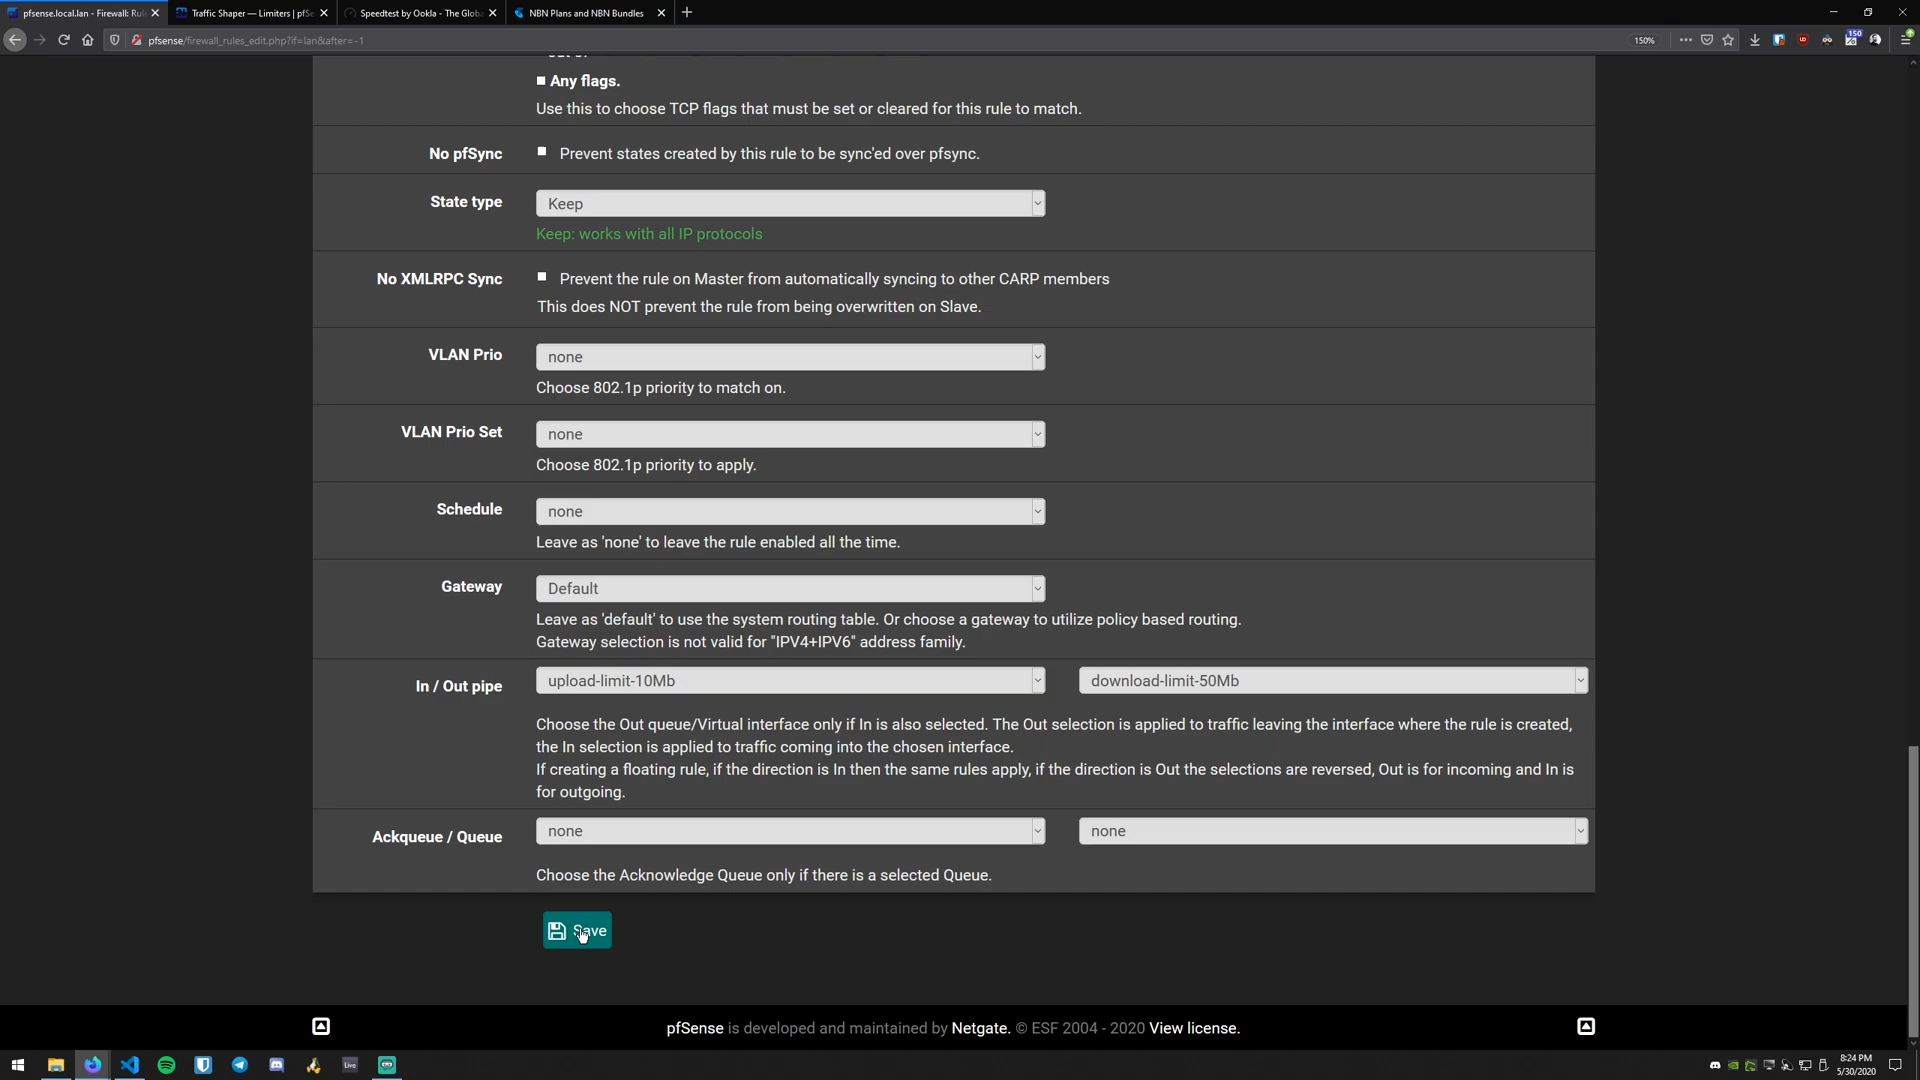 pfsense.local.lan - Firewall: Rul
Traffic Shaper — Limiters | pfSe
Speedtest by Ookla - The Globa
NBN Plans and NBN Bundles
pfsense/firewall_rules_edit.php?if=lan&after=-1
150%
150
Any flags.
Use this to choose TCP flags that must be set or cleared for this rule to match.
No pfSync
Prevent states created by this rule to be sync'ed over pfsync.
State type
Keep
Keep: works with all IP protocols
No XMLRPC Sync
Prevent the rule on Master from automatically syncing to other CARP members
This does NOT prevent the rule from being overwritten on Slave.
VLAN Prio
none
Choose 802.1p priority to match on.
VLAN Prio Set
none
Choose 802.1p priority to apply.
Schedule
none
Leave as 'none' to leave the rule enabled all the time.
Gateway
Default
Leave as 'default' to use the system routing table. Or choose a gateway to utilize policy based routing.
Gateway selection is not valid for "IPV4+IPV6" address family.
In / Out pipe
upload-limit-10Mb
download-limit-50Mb
Choose the Out queue/Virtual interface only if In is also selected. The Out selection is applied to traffic leaving the interface where the rule is created,
the In selection is applied to traffic coming into the chosen interface.
If creating a floating rule, if the direction is In then the same rules apply, if the direction is Out the selections are reversed, Out is for incoming and In is
for outgoing.
Ackqueue / Queue
none
none
Choose the Acknowledge Queue only if there is a selected Queue.
Save
pfSense is developed and maintained by Netgate. © ESF 2004 - 2020 View license.
Live
8:24 PM
5/30/2020